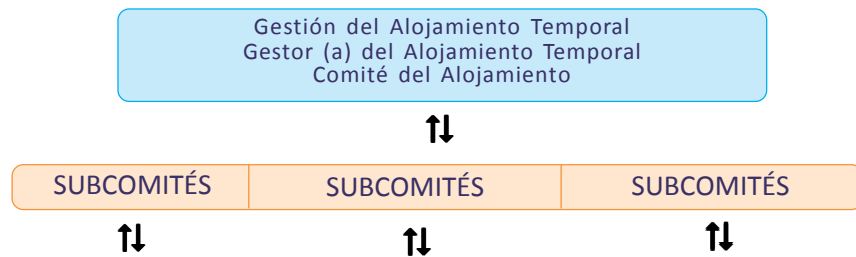 Gestión del Alojamiento Temporal
Gestor (a) del Alojamiento Temporal
Comité del Alojamiento
SUBCOMITÉS SUBCOMITÉS SUBCOMITÉS